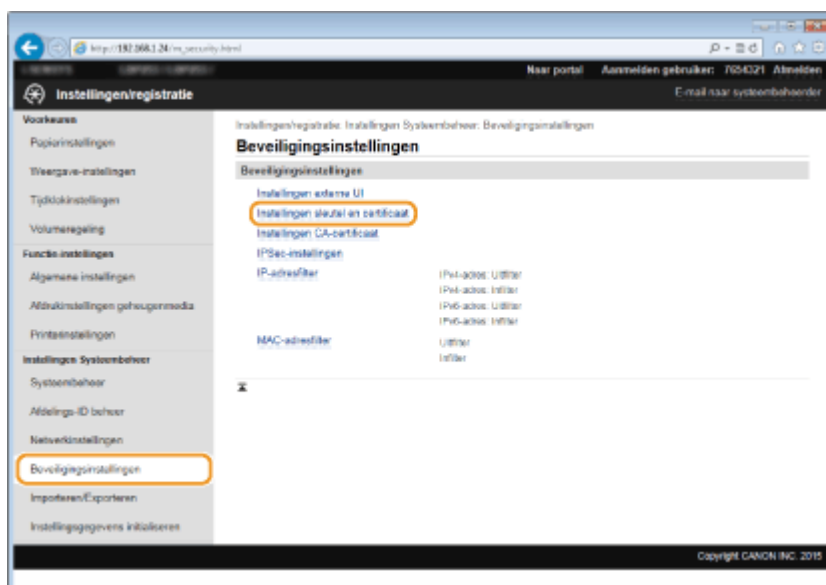 http://192.168.1.24/m_security.html
Naar portal Aanmelden gebruiker: 7654321 Afmelden
Instellingen/registratie
E-mail naar systeembeheerder
Voorkeuren
Papierinstellingen
Weergave-instellingen
Tijdklokinstellingen
Volumeregeling
Functie-instellingen
Algemene instellingen
Afdrukinstellingen geheugenmedia
Printerinstellingen
Instellingen Systeembeheer
Systeembeheer
Afdelings-ID beheer
Netwerkinstellingen
Beveiligingsinstellingen
Importeren/Exporteren
Instellingsgegevens initialiseren
Instellingen/registratie: Instellingen Systeembeheer: Beveiligingsinstellingen
Beveiligingsinstellingen
Beveiligingsinstellingen
Instellingen externe UI
Instellingen sleutel en certificaat
Instellingen CA-certificaat
IPSec-instellingen
IP-adresfilter
IPv4-adres: Uitfilter
IPv4-adres: Infilter
IPv6-adres: Uitfilter
IPv6-adres: Infilter
MAC-adresfilter
Uitfilter
Infilter
Copyright CANON INC. 2015